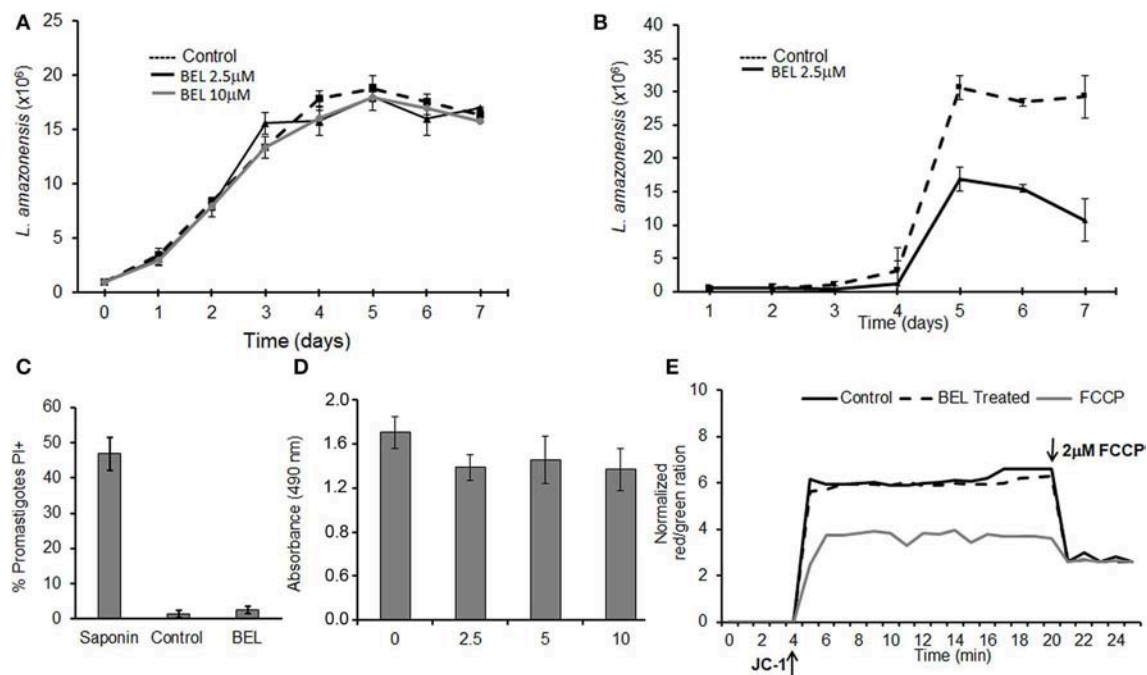 A
25
20
15
10
5
0
L. amazonensis (x10⁶)
Control
BEL 2.5μM
BEL 10μM
0 1 2 3 4 5 6 7
Time (days)
B
40
35
30
25
20
15
10
5
0
L. amazonensis (x10⁶)
Control
BEL 2.5μM
1 2 3 4 5 6 7
Time (days)
C
60
50
40
30
20
10
0
% Promastigotes PI+
Saponin Control BEL
D
2.0
1.6
1.2
0.6
0.4
0.0
Absorbance (490 nm)
0 2.5 5 10
E
10
8
6
4
2
0
Normalized
red/green ration
Control BEL Treated FCCP
2μM FCCP
0 2 4 6 8 10 12 14 16 18 20 22 24
JC-1
Time (min)